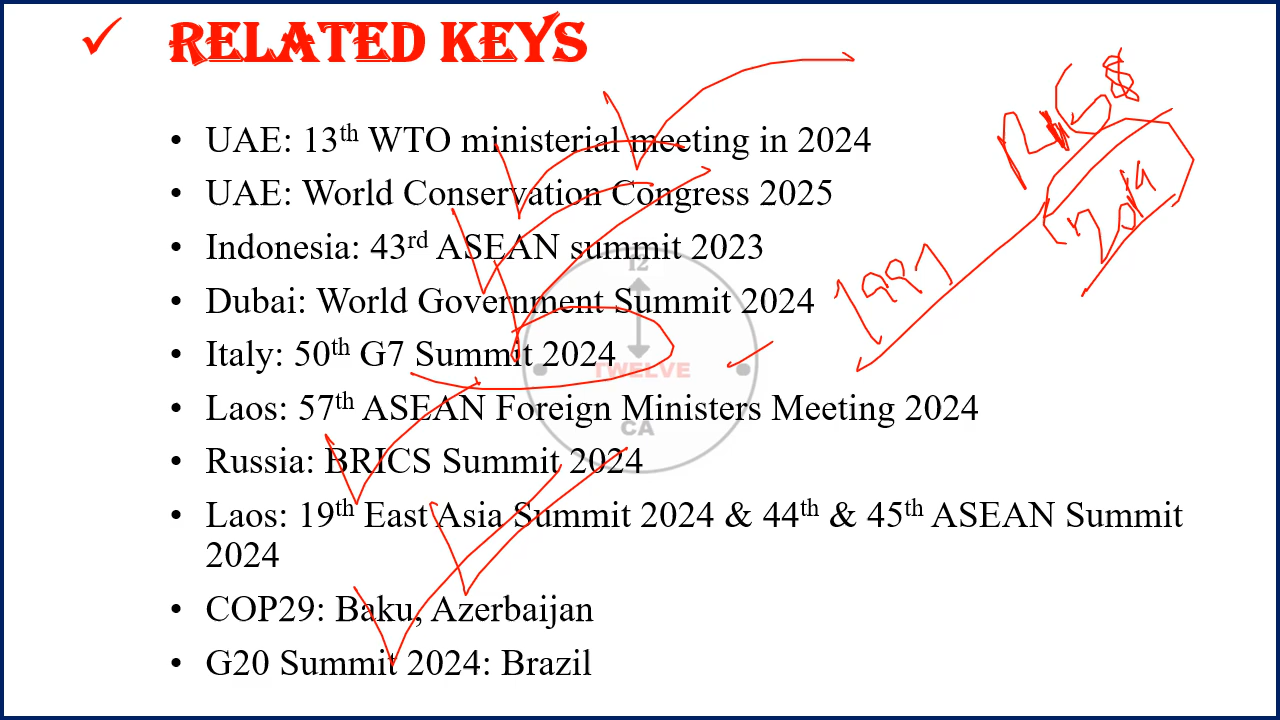 ✓ RELATED KEYS
• UAE: 13th WTO ministerial meeting in 2024
• UAE: World Conservation Congress 2025
• Indonesia: 43rd ASEAN summit 2023
• Dubai: World Government Summit 2024
• Italy: 50th G7 Summit 2024
• Laos: 57th ASEAN Foreign Ministers Meeting 2024
• Russia: BRICS Summit 2024
• Laos: 19th East Asia Summit 2024 & 44th & 45th ASEAN Summit
2024
• COP29: Baku, Azerbaijan
• G20 Summit 2024: Brazil
2014
1997
12
TWELVE
CA